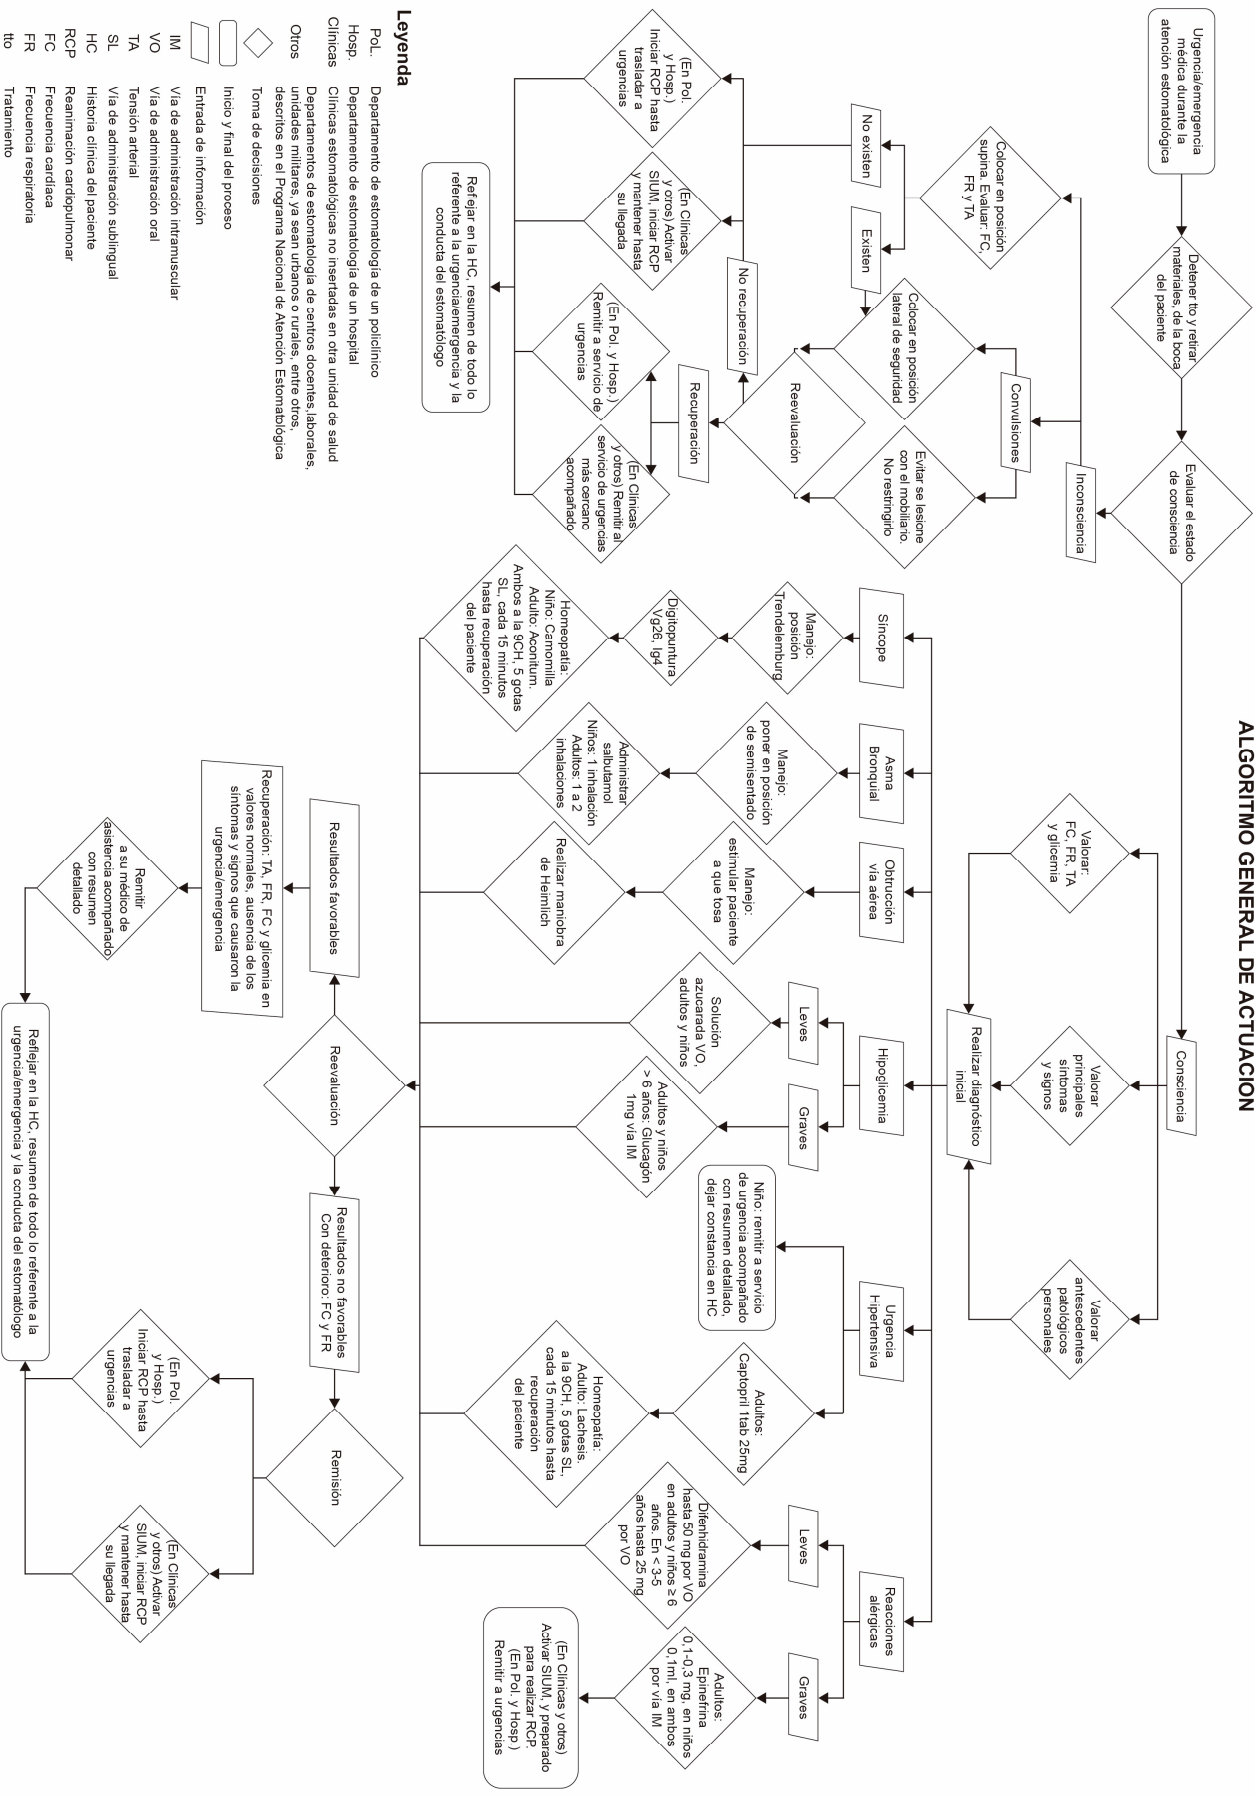 ALGORITMO GENERAL DE ACTUACION
Urgencia/emergencia
médica durante la
atención estomatológica
Detener tto y retirar
materiales, de la boca
del paciente
Evaluar el estado
de consciencia
Inconsciencia
Consciencia
Colocar en posición
supina. Evaluar: FC,
FR y TA
No existen
Existen
Convulsiones
Colocar en posición
lateral de seguridad
Evitar se lesione
con el mobiliario.
No restringirlo
Reevaluación
No recuperación
Recuperación
(En Pol.
y Hosp.)
Iniciar RCP hasta
trasladar a
urgencias
(En Clínicas
y otros) Activar
SIUM, iniciar RCP
y mantener hasta
su llegada
(En Pol. y Hosp.)
Remitir a servicio de
urgencias
(En Clínicas
y otros) Remitir al
servicio de urgencias
más cercano
acompañado
Reflejar en la HC, resumen de todo lo
referente a la urgencia/emergencia y la
conducta del estomatólogo
Valorar:
FC, FR, TA
y glicemia
Valorar
principales
síntomas
y signos
Valorar
antescedentes
patológicos
personales
Realizar diagnóstico
inicial
Síncope
Manejo:
posición
Trendelemburg
Digitopuntura
Vg26, Ig4
Homeopatía:
Niño: Camomilla
Adulto: Aconitum.
Ambos a la 9CH, 5 gotas
SL, cada 15 minutos
hasta recuperación
del paciente
Asma
Bronquial
Manejo:
poner en posición
de semisentado
Administrar
salbutamol
Niños: 1 inhalación
Adultos: 1 a 2
inhalaciones
Obtrucción
vía aérea
Manejo:
estimular paciente
a que tosa
Realizar maniobra
de Heimlich
Hipoglicemia
Leves
Graves
Solución
azucarada VO,
adultos y niños
Adultos y niños
> 6 años: Glucagón
1mg vía IM
Urgencia
Hipertensiva
Niño: remitir a servicio
de urgencia acompañado
con resumen detallado,
dejar constancia en HC
Adultos:
Captopril 1tab 25mg
Homeopatía:
Adulto: Lachesis.
a la 9CH, 5 gotas SL,
cada 15 minutos hasta
recuperación
del paciente
Reacciones
alérgicas
Leves
Graves
Difenhidramina
hasta 50 mg por VO
en adultos y niños ≥ 6
años. En < 3-5
años hasta 25 mg
por VO
Adultos:
Epinefrina
0,1-0,3 mg, en niños
0,1ml, en ambos
por vía IM
(En Clínicas y otros)
Activar SIUM, y preparado
para realizar RCP.
(En Pol. y Hosp )
Remitir a urgencias
Reevaluación
Resultados favorables
Recuperación: TA, FR, FC y glicemia en
valores normales, ausencia de los
síntomas y signos que causaron la
urgencia/emergencia
Remitir
a su médico de
asistencia acompañado
con resumen
detallado
Resultados no favorables
Con deterioro: FC y FR
Remisión
(En Pol.
y Hosp.)
Iniciar RCP hasta
trasladar a
urgencias
(En Clínicas
y otros) Activar
SIUM, iniciar RCP
y mantener hasta
su llegada
Reflejar en la HC, resumen de todo lo referente a la
urgencia/emergencia y la conducta del estomatólogo
Leyenda
PoL. Departamento de estomatología de un policlínico
Hosp. Departamento de estomatología de un hospital
Clínicas Clínicas estomatológicas no insertadas en otra unidad de salud
Otros Departamentos de estomatología de centros docentes,laborales,
unidades militares, ya sean urbanos o rurales, entre otros,
descritos en el Programa Nacional de Atención Estomatológica
Toma de decisiones
Inicio y final del proceso
Entrada de información
IM Vía de administración intramuscular
VO Vía de administración oral
TA Tensión arterial
SL Vía de administración sublingual
HC Historia clínica del paciente
RCP Reanimación cardiopulmonar
FC Frecuencia cardiaca
FR Frecuencia respiratoria
tto Tratamiento